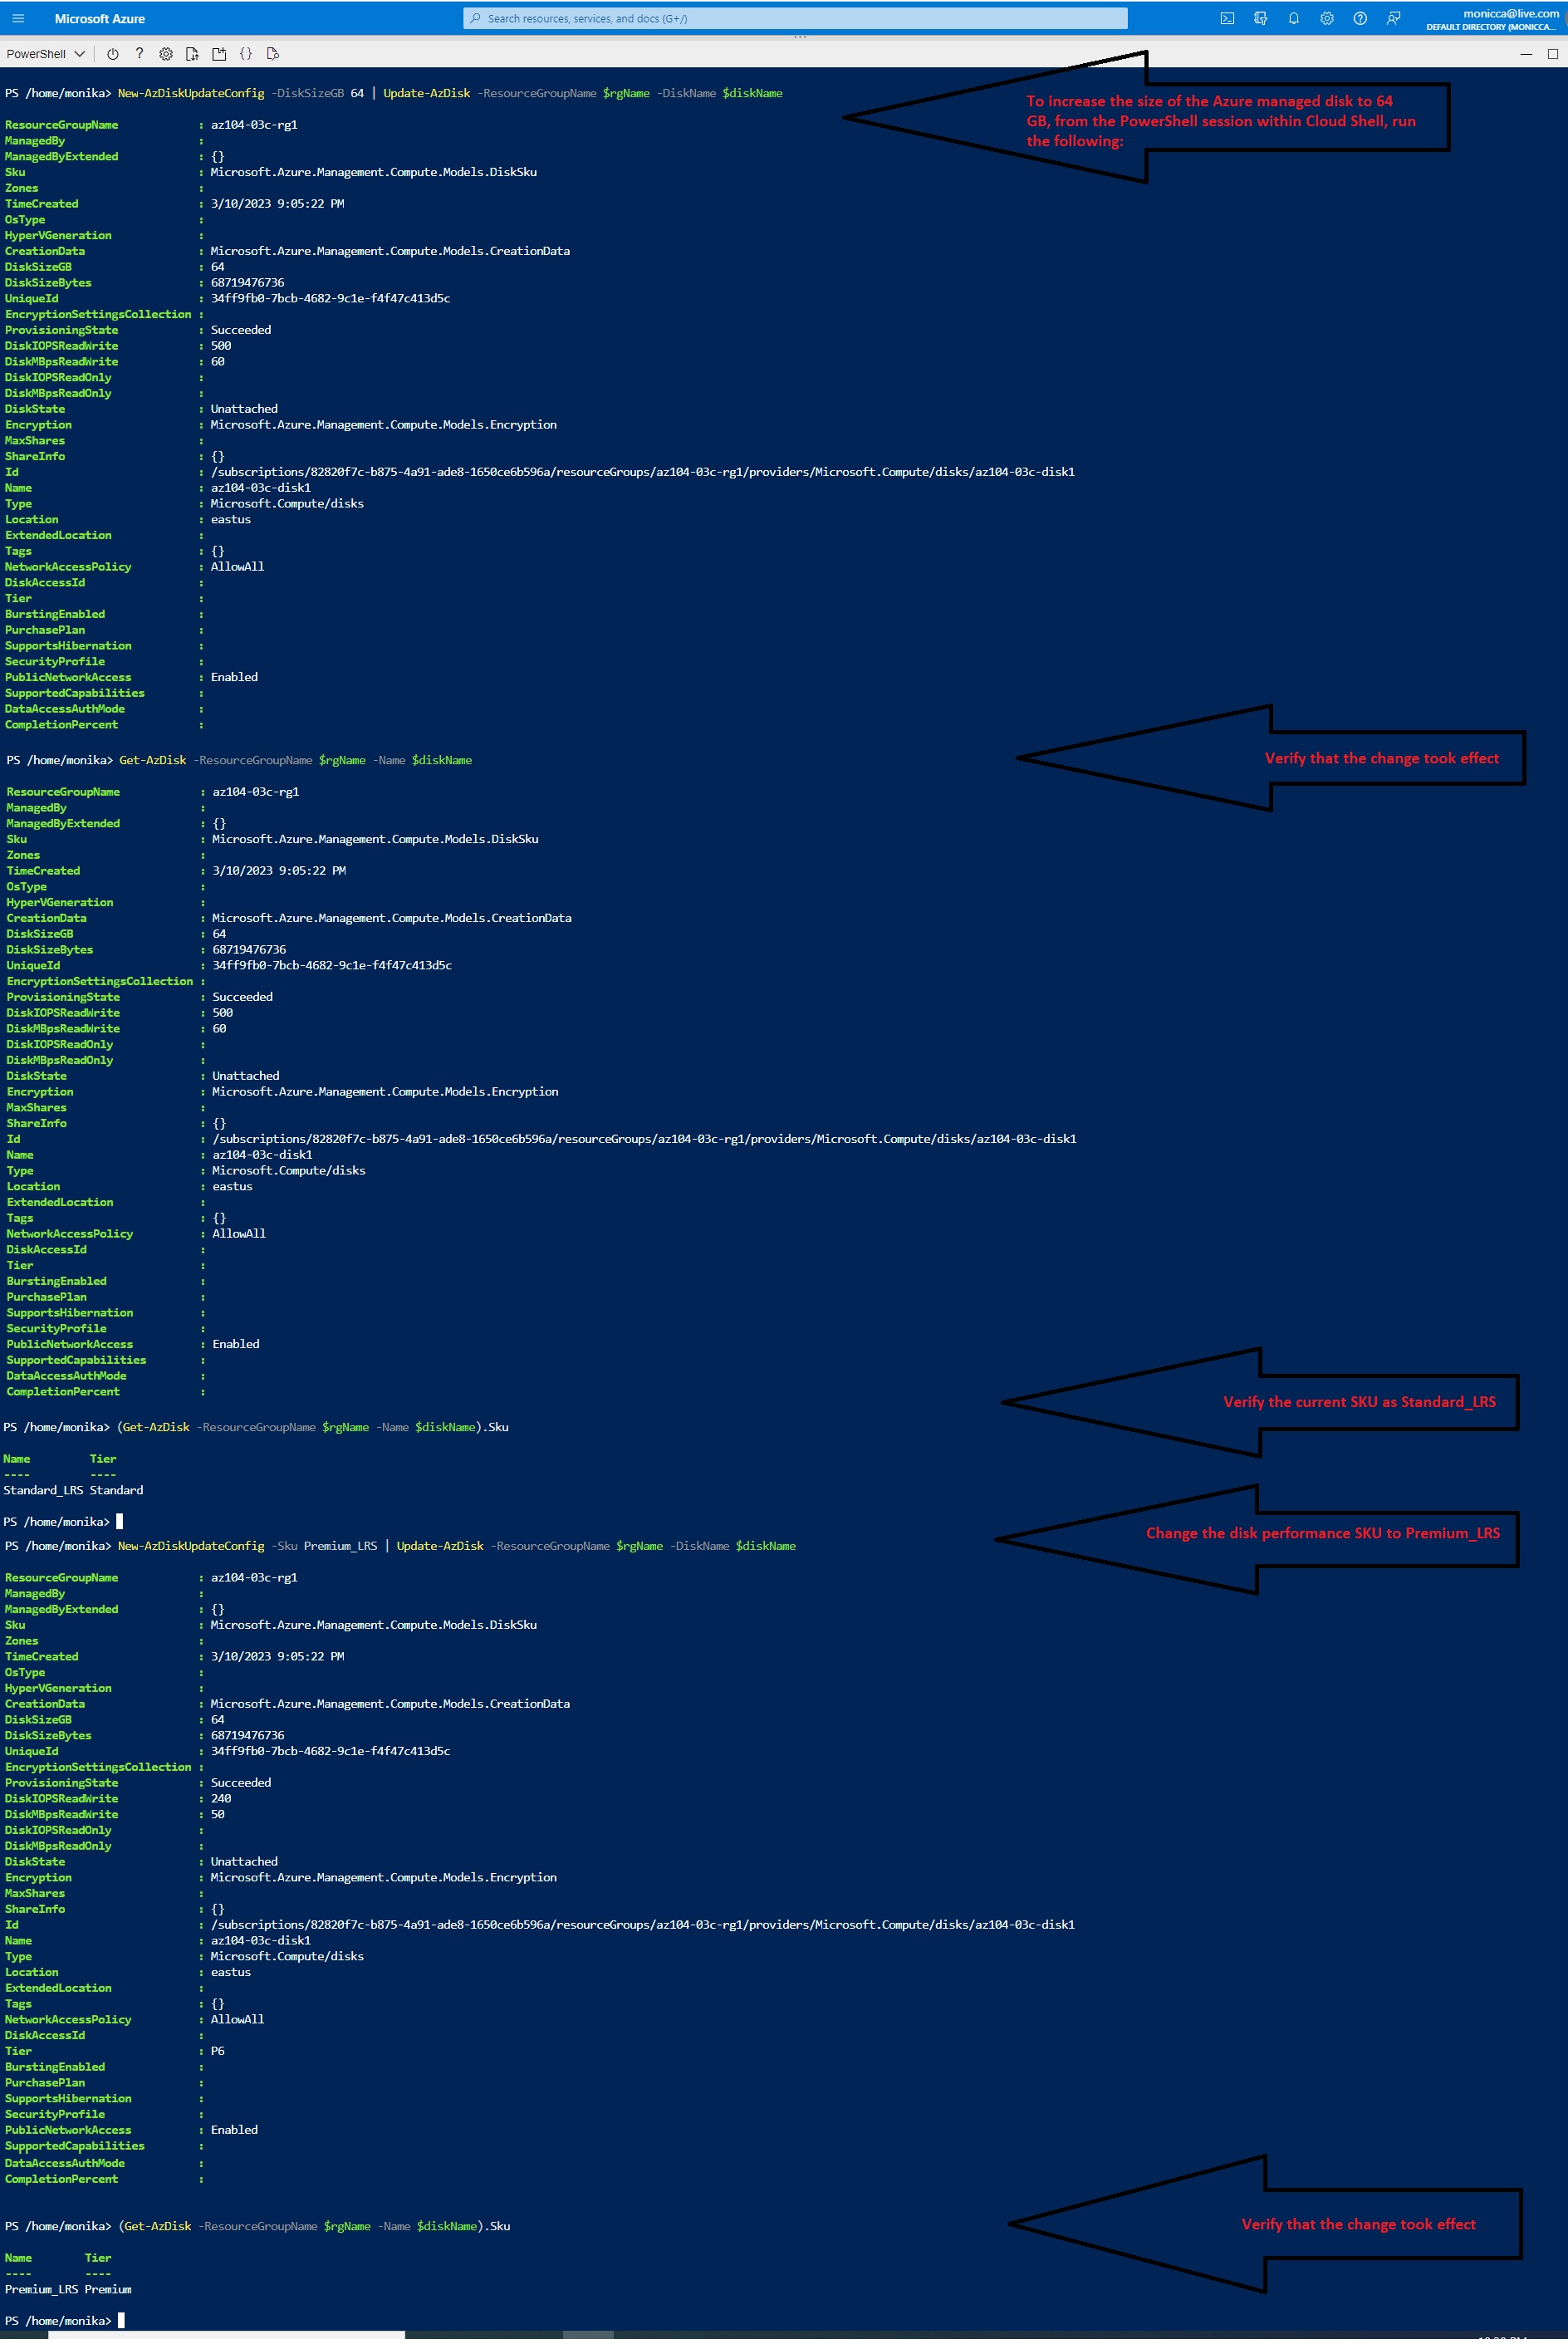 Microsoft Azure
Search resources, services, and docs (G+/)
monicca@live.com
DEFAULT DIRECTORY (MONICCA...
PowerShell
PS /home/monika> New-AzDiskUpdateConfig -DiskSizeGB 64 | Update-AzDisk -ResourceGroupName $rgName -DiskName $diskName
To increase the size of the Azure managed disk to 64
GB, from the PowerShell session within Cloud Shell, run
the following:
ResourceGroupName : az104-03c-rg1
ManagedBy :
ManagedByExtended : {}
Sku : Microsoft.Azure.Management.Compute.Models.DiskSku
Zones :
TimeCreated : 3/10/2023 9:05:22 PM
OsType :
HyperVGeneration :
CreationData : Microsoft.Azure.Management.Compute.Models.CreationData
DiskSizeGB : 64
DiskSizeBytes : 68719476736
UniqueId : 34ff9fb0-7bcb-4682-9c1e-f4f47c413d5c
EncryptionSettingsCollection :
ProvisioningState : Succeeded
DiskIOPSReadWrite : 500
DiskMBpsReadWrite : 60
DiskIOPSReadOnly :
DiskMBpsReadOnly :
DiskState : Unattached
Encryption : Microsoft.Azure.Management.Compute.Models.Encryption
MaxShares :
ShareInfo : {}
Id : /subscriptions/82820f7c-b875-4a91-ade8-1650ce6b596a/resourceGroups/az104-03c-rg1/providers/Microsoft.Compute/disks/az104-03c-disk1
Name : az104-03c-disk1
Type : Microsoft.Compute/disks
Location : eastus
ExtendedLocation :
Tags : {}
NetworkAccessPolicy : AllowAll
DiskAccessId :
Tier :
BurstingEnabled :
PurchasePlan :
SupportsHibernation :
SecurityProfile :
PublicNetworkAccess : Enabled
SupportedCapabilities :
DataAccessAuthMode :
CompletionPercent :
PS /home/monika> Get-AzDisk -ResourceGroupName $rgName -Name $diskName
Verify that the change took effect
ResourceGroupName : az104-03c-rg1
ManagedBy :
ManagedByExtended : {}
Sku : Microsoft.Azure.Management.Compute.Models.DiskSku
Zones :
TimeCreated : 3/10/2023 9:05:22 PM
OsType :
HyperVGeneration :
CreationData : Microsoft.Azure.Management.Compute.Models.CreationData
DiskSizeGB : 64
DiskSizeBytes : 68719476736
UniqueId : 34ff9fb0-7bcb-4682-9c1e-f4f47c413d5c
EncryptionSettingsCollection :
ProvisioningState : Succeeded
DiskIOPSReadWrite : 500
DiskMBpsReadWrite : 60
DiskIOPSReadOnly :
DiskMBpsReadOnly :
DiskState : Unattached
Encryption : Microsoft.Azure.Management.Compute.Models.Encryption
MaxShares :
ShareInfo : {}
Id : /subscriptions/82820f7c-b875-4a91-ade8-1650ce6b596a/resourceGroups/az104-03c-rg1/providers/Microsoft.Compute/disks/az104-03c-disk1
Name : az104-03c-disk1
Type : Microsoft.Compute/disks
Location : eastus
ExtendedLocation :
Tags : {}
NetworkAccessPolicy : AllowAll
DiskAccessId :
Tier :
BurstingEnabled :
PurchasePlan :
SupportsHibernation :
SecurityProfile :
PublicNetworkAccess : Enabled
SupportedCapabilities :
DataAccessAuthMode :
CompletionPercent :
Verify the current SKU as Standard_LRS
PS /home/monika> (Get-AzDisk -ResourceGroupName $rgName -Name $diskName).Sku
Name Tier
---- ----
Standard_LRS Standard
PS /home/monika>
Change the disk performance SKU to Premium_LRS
PS /home/monika> New-AzDiskUpdateConfig -Sku Premium_LRS | Update-AzDisk -ResourceGroupName $rgName -DiskName $diskName
ResourceGroupName : az104-03c-rg1
ManagedBy :
ManagedByExtended : {}
Sku : Microsoft.Azure.Management.Compute.Models.DiskSku
Zones :
TimeCreated : 3/10/2023 9:05:22 PM
OsType :
HyperVGeneration :
CreationData : Microsoft.Azure.Management.Compute.Models.CreationData
DiskSizeGB : 64
DiskSizeBytes : 68719476736
UniqueId : 34ff9fb0-7bcb-4682-9c1e-f4f47c413d5c
EncryptionSettingsCollection :
ProvisioningState : Succeeded
DiskIOPSReadWrite : 240
DiskMBpsReadWrite : 50
DiskIOPSReadOnly :
DiskMBpsReadOnly :
DiskState : Unattached
Encryption : Microsoft.Azure.Management.Compute.Models.Encryption
MaxShares :
ShareInfo : {}
Id : /subscriptions/82820f7c-b875-4a91-ade8-1650ce6b596a/resourceGroups/az104-03c-rg1/providers/Microsoft.Compute/disks/az104-03c-disk1
Name : az104-03c-disk1
Type : Microsoft.Compute/disks
Location : eastus
ExtendedLocation :
Tags : {}
NetworkAccessPolicy : AllowAll
DiskAccessId :
Tier : P6
BurstingEnabled :
PurchasePlan :
SupportsHibernation :
SecurityProfile :
PublicNetworkAccess : Enabled
SupportedCapabilities :
DataAccessAuthMode :
CompletionPercent :
PS /home/monika> (Get-AzDisk -ResourceGroupName $rgName -Name $diskName).Sku
Verify that the change took effect
Name Tier
---- ----
Premium_LRS Premium
PS /home/monika>